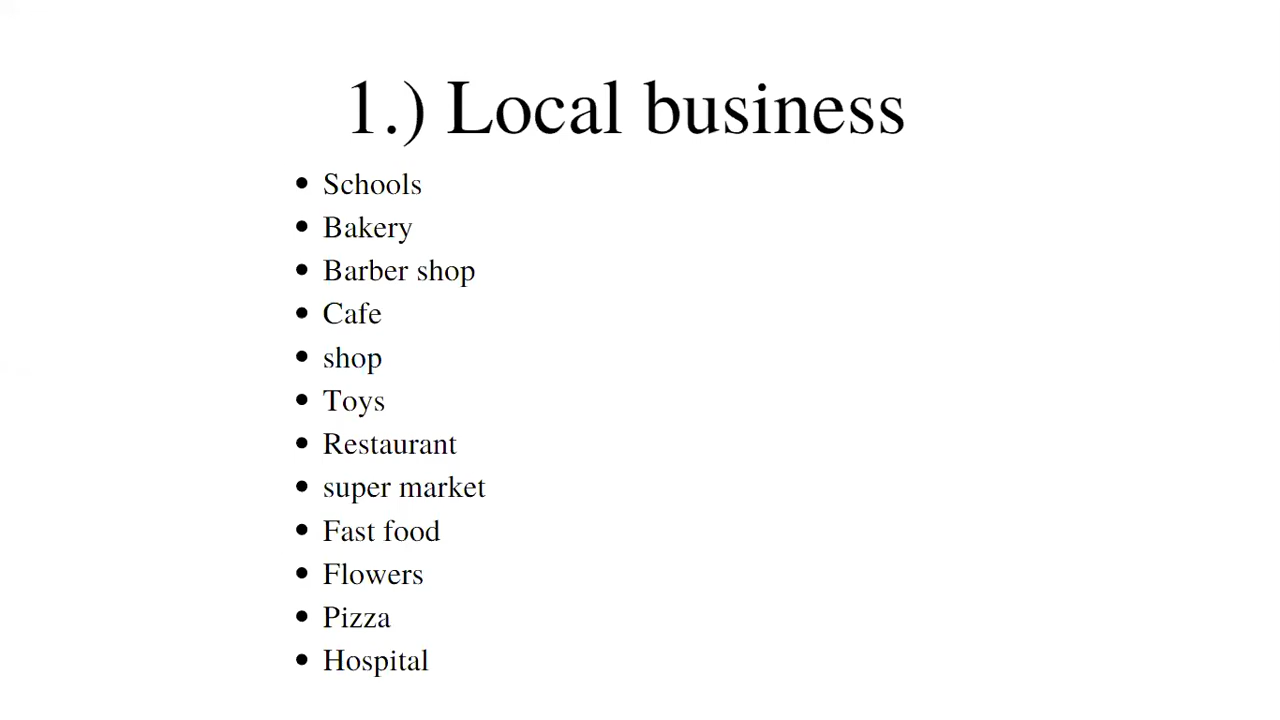 1.) Local business
• Schools
• Bakery
• Barber shop
• Cafe
• shop
• Toys
• Restaurant
• super market
• Fast food
• Flowers
• Pizza
• Hospital